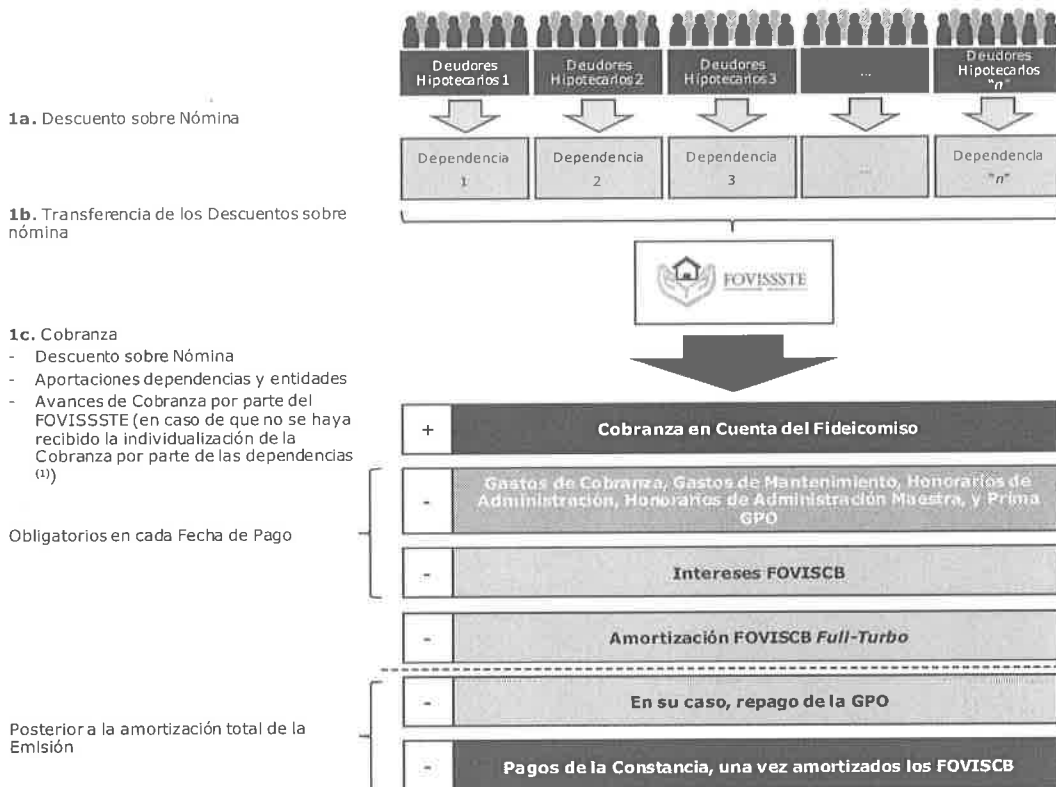 Deudores
Hipotecarios 1
Deudores
Hipotecarios 2
Deudores
Hipotecarios 3
...
Deudores
Hipotecarios
"n"
1a. Descuento sobre Nómina
Dependencia
1
Dependencia
2
Dependencia
3
...
Dependencia
"n"
1b. Transferencia de los Descuentos sobre
nómina
FOVISSSTE
1c. Cobranza
- Descuento sobre Nómina
- Aportaciones dependencias y entidades
- Avances de Cobranza por parte del
FOVISSSTE (en caso de que no se haya
recibido la individualización de la
Cobranza por parte de las dependencias
(1))
+ Cobranza en Cuenta del Fideicomiso
Obligatorios en cada Fecha de Pago
- Gastos de Cobranza, Gastos de Mantenimiento, Honorarios de
Administración, Honorarios de Administración Maestra, y Prima
GPO
- Intereses FOVISCB
- Amortización FOVISCB Full-Turbo
Posterior a la amortización total de la
Emisión
- En su caso, repago de la GPO
- Pagos de la Constancia, una vez amortizados los FOVISCB